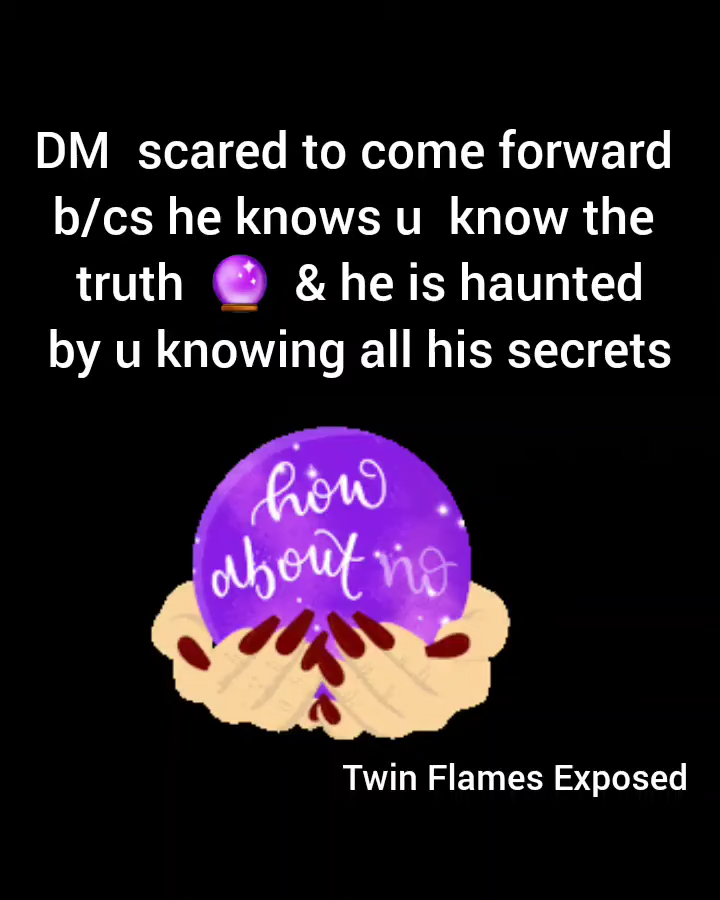 DM scared to come forward
b/cs he knows u know the
truth 🔮 & he is haunted
by u knowing all his secrets
how
about no
Twin Flames Exposed